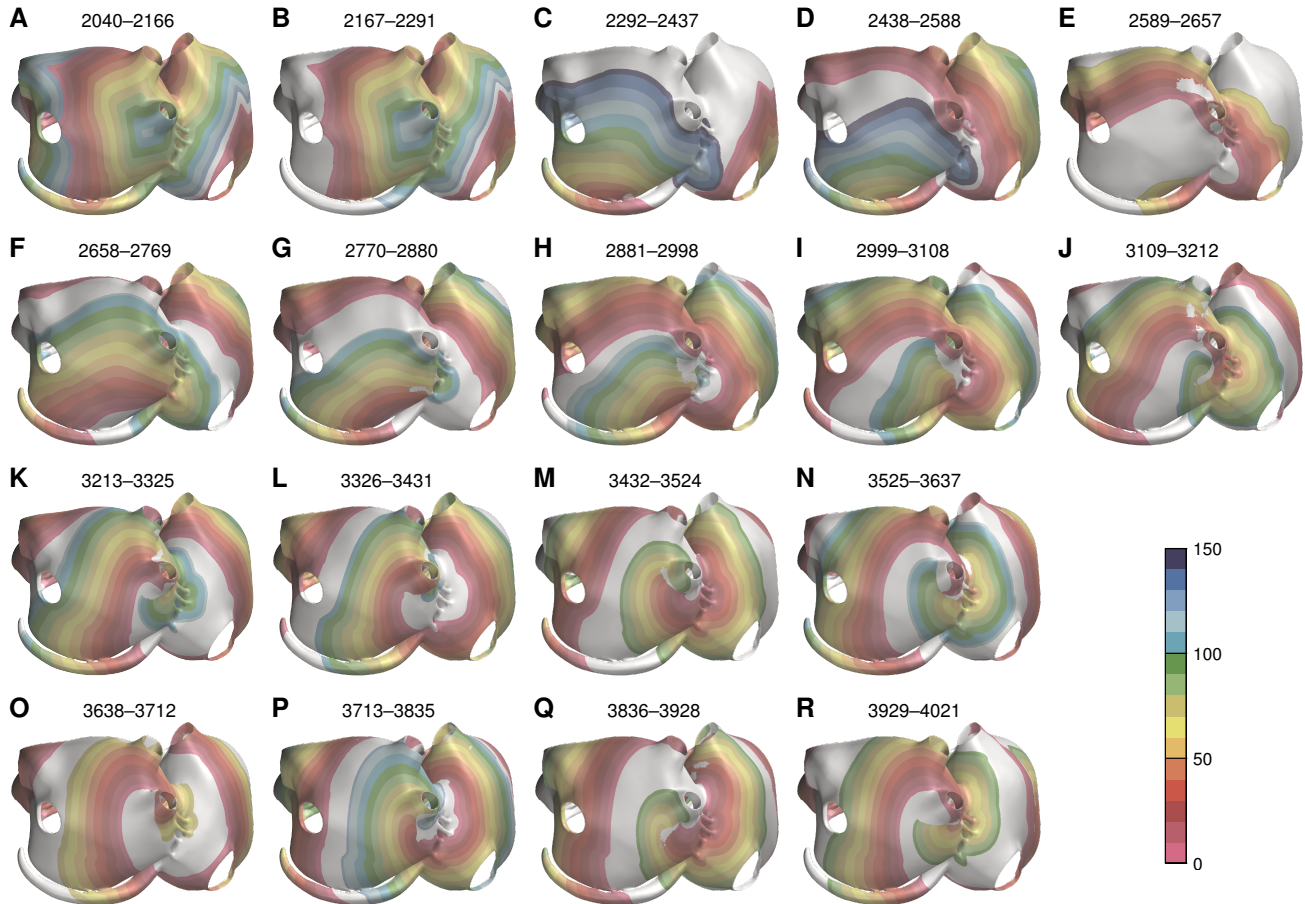 A 2040–2166
B 2167–2291
C 2292–2437
D 2438–2588
E 2589–2657
F 2658–2769
G 2770–2880
H 2881–2998
I 2999–3108
J 3109–3212
K 3213–3325
L 3326–3431
M 3432–3524
N 3525–3637
150
100
50
0
O 3638–3712
P 3713–3835
Q 3836–3928
R 3929–4021